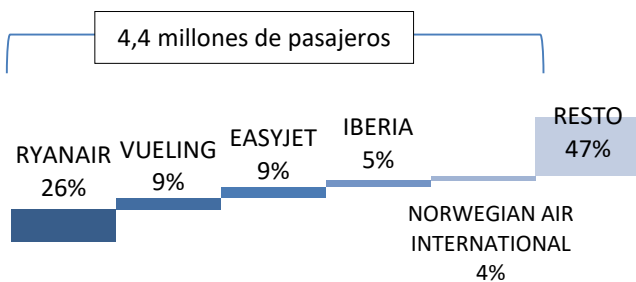 4,4 millones de pasajeros
RYANAIR
26%
VUELING
9%
EASYJET
9%
IBERIA
5%
NORWEGIAN AIR
INTERNATIONAL
4%
RESTO
47%